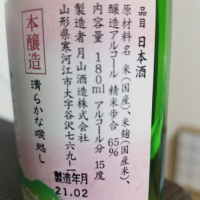 品目 日本酒
原材料名 米(国産)、米麹(国産米)、
醸造アルコール 精米歩合 65%
内容量 180ml アルコール分 15度
製造者 月山酒造株式会社
山形県寒河江市大字谷沢七六九ノ一
本醸造
清らかな喉越し
製造年月
21.02